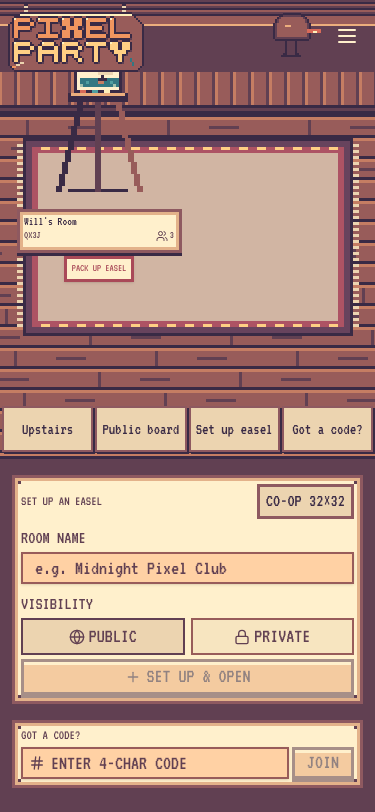 PIXEL
PARTY
Will's Room
QX3J 3
PACK UP EASEL
Upstairs
Public board
Set up easel
Got a code?
SET UP AN EASEL
CO-OP 32X32
ROOM NAME
e.g. Midnight Pixel Club
VISIBILITY
PUBLIC
PRIVATE
+ SET UP & OPEN
GOT A CODE?
# ENTER 4-CHAR CODE
JOIN